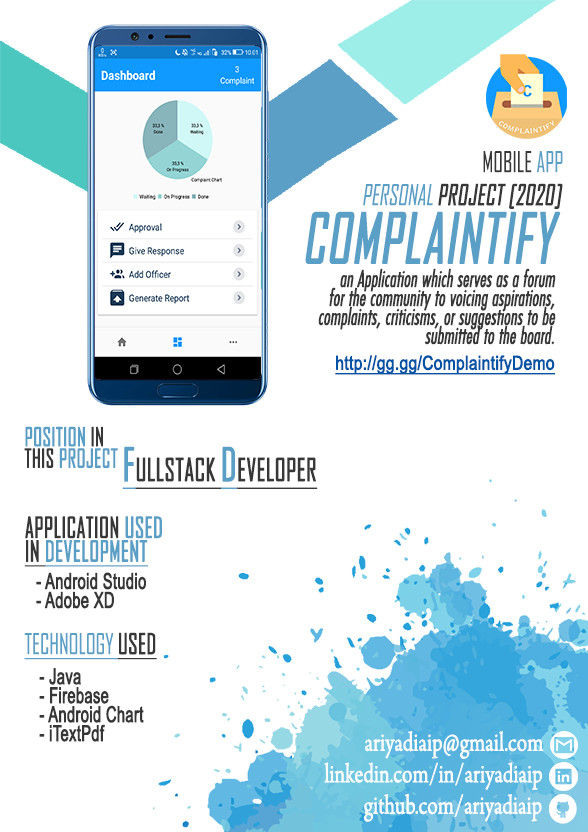 32% 10.01
Dashboard
3
Complaint
33,3 %
Done
33,3 %
Waiting
33,3 %
On Progress
Complaint Chart
Waiting On Progress Done
Approval
Give Response
Add Officer
Generate Report
C
COMPLAINTIFY
MOBILE APP
PERSONAL PROJECT (2020)
COMPLAINTIFY
an Application which serves as a forum
for the community to voicing aspirations,
complaints, criticisms, or suggestions to be
submitted to the board.
http://gg.gg/ComplaintifyDemo
POSITION IN
THIS PROJECT
FULLSTACK DEVELOPER
APPLICATION USED
IN DEVELOPMENT
- Android Studio
- Adobe XD
TECHNOLOGY USED
- Java
- Firebase
- Android Chart
- iTextPdf
ariyadiaip@gmail.com
linkedin.com/in/ariyadiaip
in
github.com/ariyadiaip